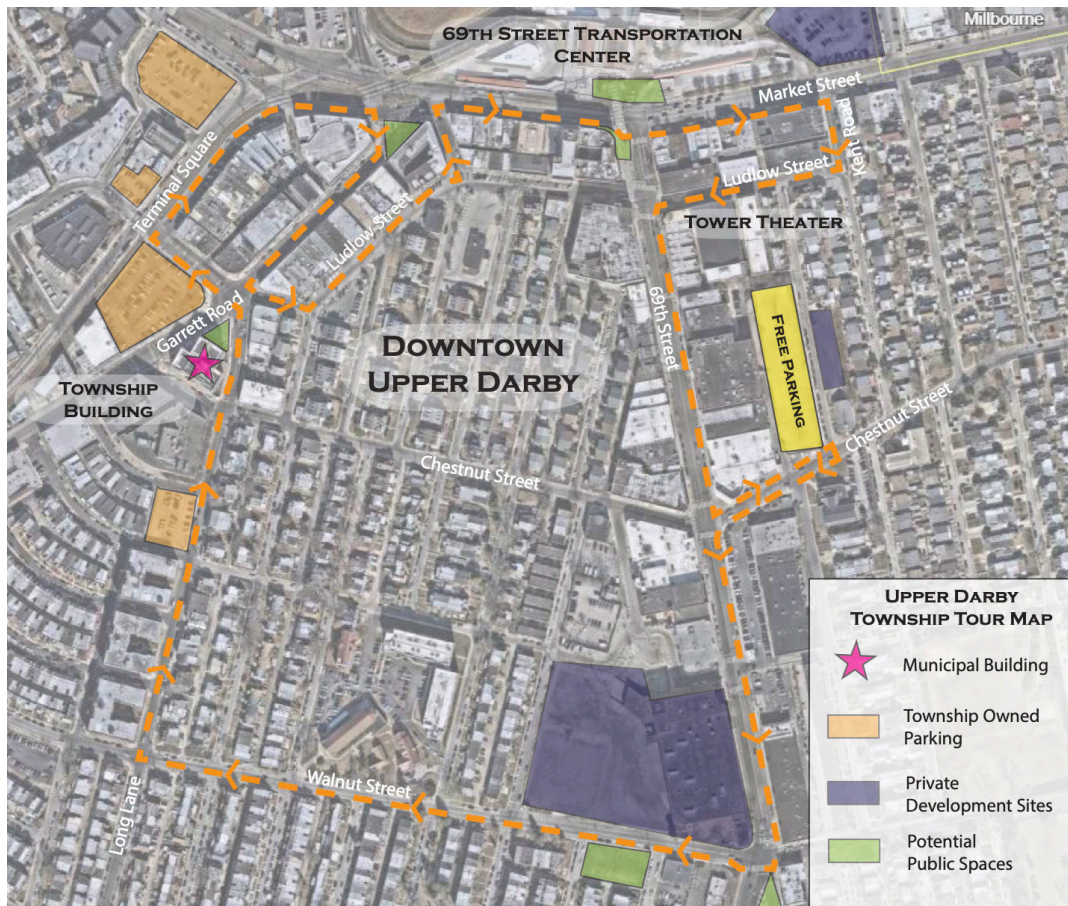 Millbourne
69th Street Transportation
Center
Market Street
Kent Road
Terminal Square
Ludlow Street
Tower Theater
Ludlow Street
Garrett Road
69th Street
Free Parking
Downtown
Upper Darby
Township
Building
Chestnut Street
Chestnut Street
Walnut Street
Long Lane
Upper Darby
Township Tour Map
Municipal Building
Township Owned
Parking
Private
Development Sites
Potential
Public Spaces